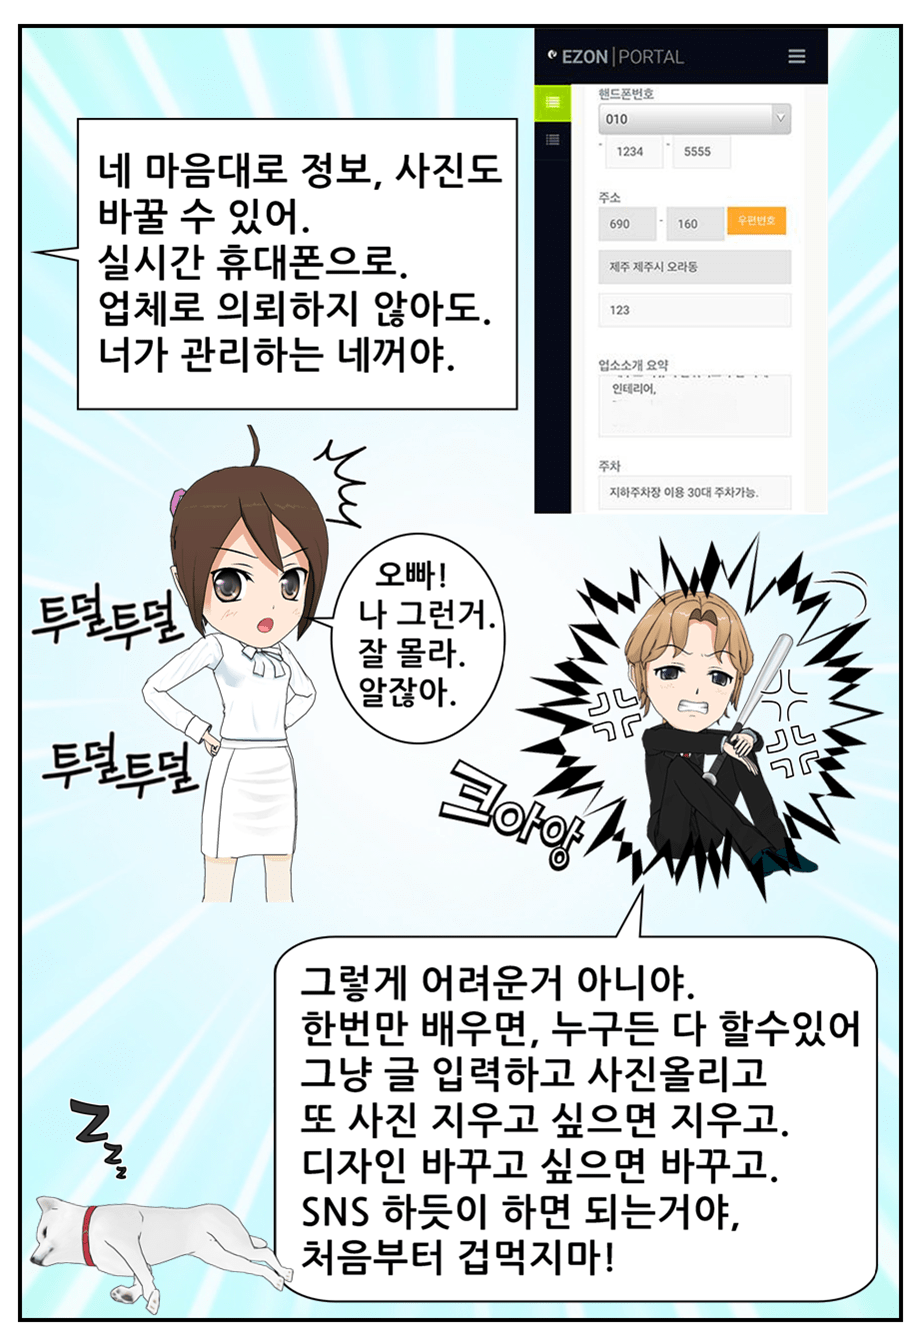 EZON|PORTAL
핸드폰번호
010
- 1234 - 5555
주소
690 - 160 우편번호
제주 제주시 오라동
123
업소소개 요약
인테리어,
주차
지하주차장 이용 30대 주차가능.
네 마음대로 정보, 사진도
바꿀 수 있어.
실시간 휴대폰으로.
업체로 의뢰하지 않아도.
너가 관리하는 네꺼야.
투덜투덜
투덜투덜
오빠!
나 그런거.
잘 몰라.
알잖아.
크아앙
그렇게 어려운거 아니야.
한번만 배우면, 누구든 다 할수있어
그냥 글 입력하고 사진올리고
또 사진 지우고 싶으면 지우고.
디자인 바꾸고 싶으면 바꾸고.
SNS 하듯이 하면 되는거야,
처음부터 겁먹지마!
Z
z
z